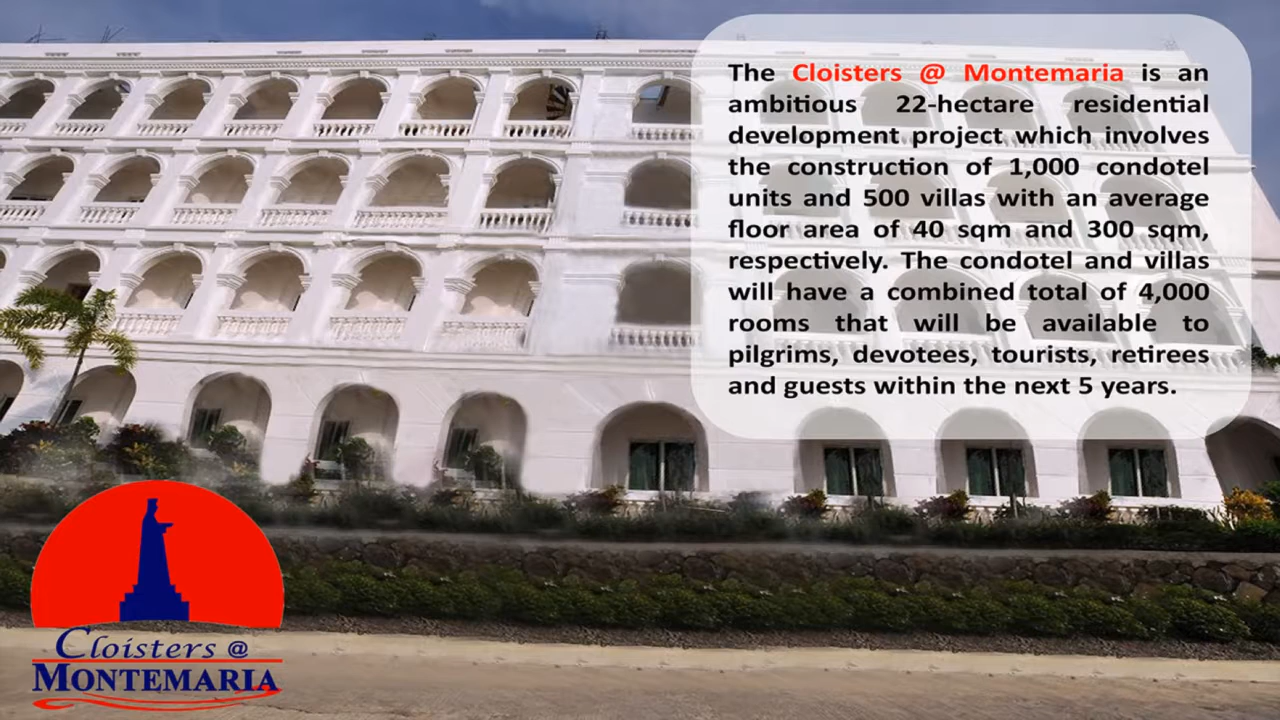 The Cloisters @ Montemaria is an
ambitious 22-hectare residential
development project which involves
the construction of 1,000 condotel
units and 500 villas with an average
floor area of 40 sqm and 300 sqm,
respectively. The condotel and villas
will have a combined total of 4,000
rooms that will be available to
pilgrims, devotees, tourists, retirees
and guests within the next 5 years.
Cloisters @
MONTEMARIA